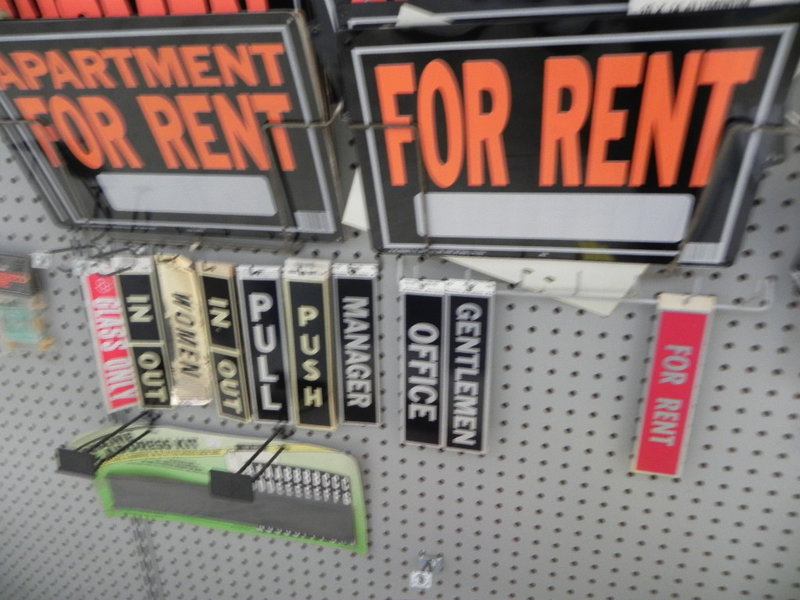 APARTMENT
FOR RENT
FOR RENT
GLASS ONLY
IN
OUT
WOMEN
IN
OUT
PULL
PUSH
MANAGER
OFFICE
GENTLEMEN
FOR RENT
KIT